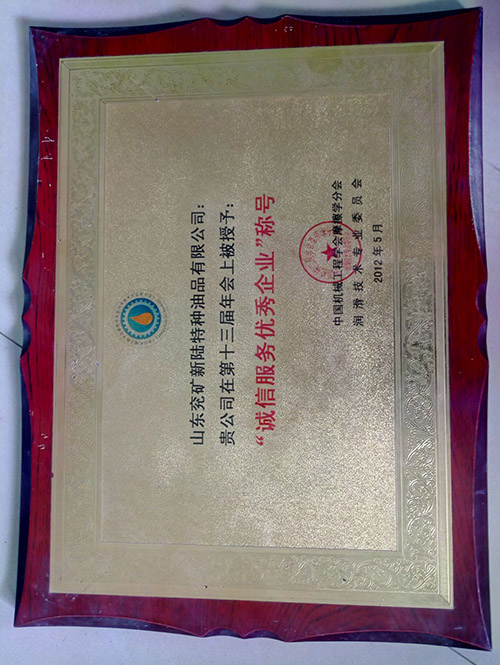 山东兖矿新陆特种油品有限公司：
贵公司在第十三届年会上被授予：
“诚信服务优秀企业”称号
中国机械工程学会摩擦学分会
润滑技术专业委员会
2012年5月